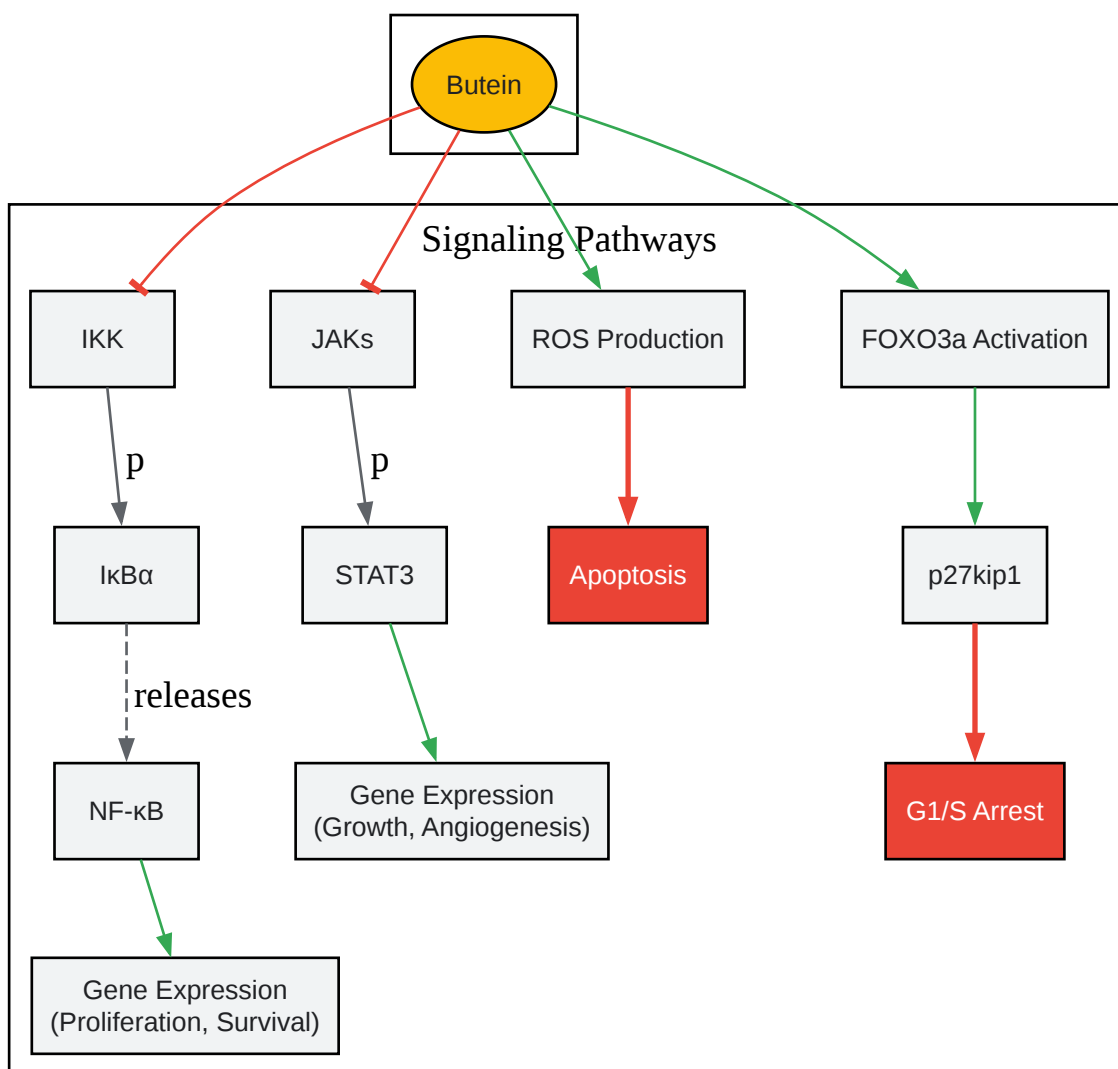 Butein
Signaling Pathways
IKK
JAKs
ROS Production
FOXO3a Activation
p
p
IκBα
STAT3
Apoptosis
p27kip1
releases
NF-κB
Gene Expression
(Growth, Angiogenesis)
G1/S Arrest
Gene Expression
(Proliferation, Survival)